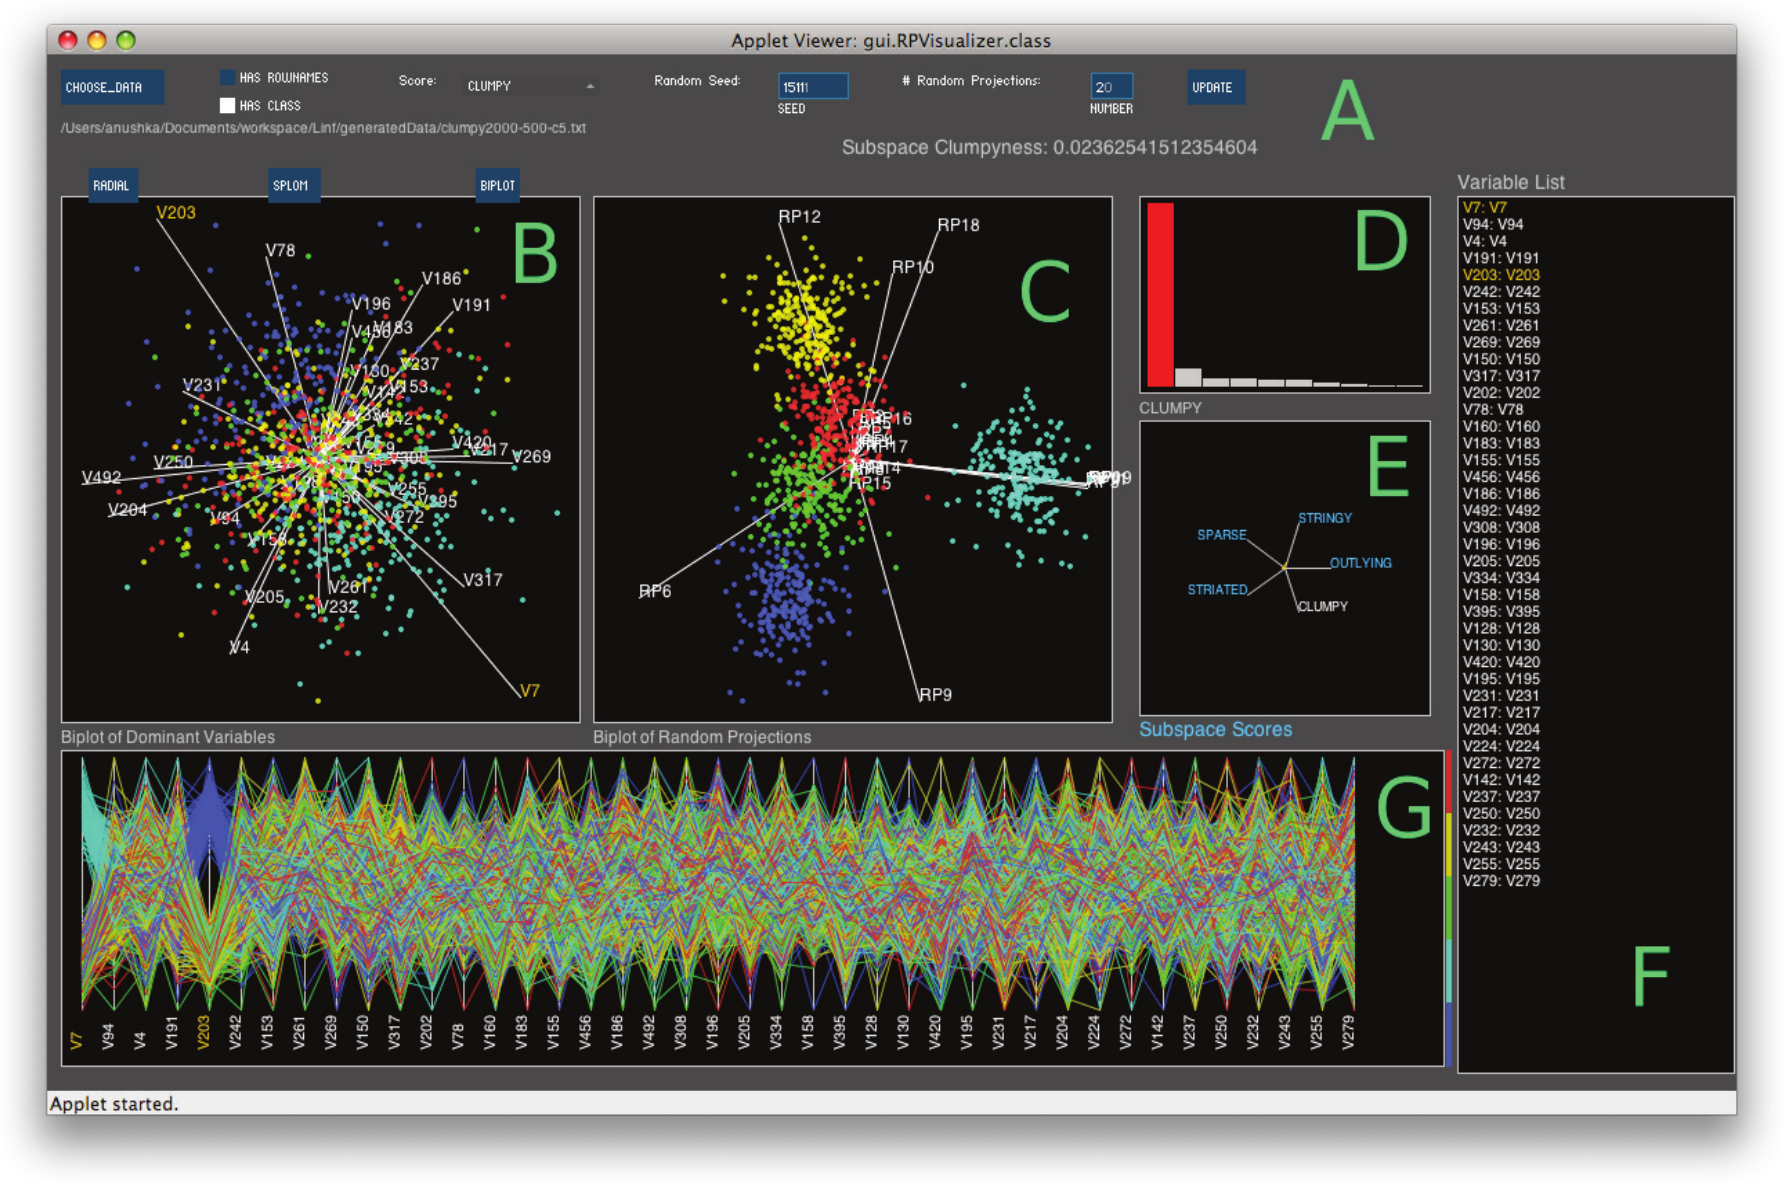 Applet Viewer: gui.RPVisualizer.class
CHOOSE_DATA
HAS ROWNAMES
HAS CLASS
Score:
CLUMPY
Random Seed:
15111
SEED
# Random Projections:
20
NUMBER
UPDATE
A
/Users/anushka/Documents/workspace/Linf/generatedData/clumpy2000-500-c5.txt
Subspace Clumpyness: 0.02362541512354604
RADIAL
SPLOM
BIPLOT
B
V203
V78
V186
V196
V191
V456
V183
V237
V130
V153
V142
V334
V231
V420
V217
V269
V250
V492
V204
V94
V255
V395
V272
V158
V317
V261
V205
V232
V4
V7
Biplot of Dominant Variables
C
RP12
RP18
RP10
RP16
RP17
RP14
RP15
RP6
RP9
Biplot of Random Projections
D
CLUMPY
E
STRINGY
SPARSE
OUTLYING
STRIATED
CLUMPY
Subspace Scores
Variable List
V7: V7
V94: V94
V4: V4
V191: V191
V203: V203
V242: V242
V153: V153
V261: V261
V269: V269
V150: V150
V317: V317
V202: V202
V78: V78
V160: V160
V183: V183
V155: V155
V456: V456
V186: V186
V492: V492
V308: V308
V196: V196
V205: V205
V334: V334
V158: V158
V395: V395
V128: V128
V130: V130
V420: V420
V195: V195
V231: V231
V217: V217
V204: V204
V224: V224
V272: V272
V142: V142
V237: V237
V250: V250
V232: V232
V243: V243
V255: V255
V279: V279
F
G
V7
V94
V4
V191
V203
V242
V153
V261
V269
V150
V317
V202
V78
V160
V183
V155
V456
V186
V492
V308
V196
V205
V334
V158
V395
V128
V130
V420
V195
V231
V217
V204
V224
V272
V142
V237
V250
V232
V243
V255
V279
Applet started.